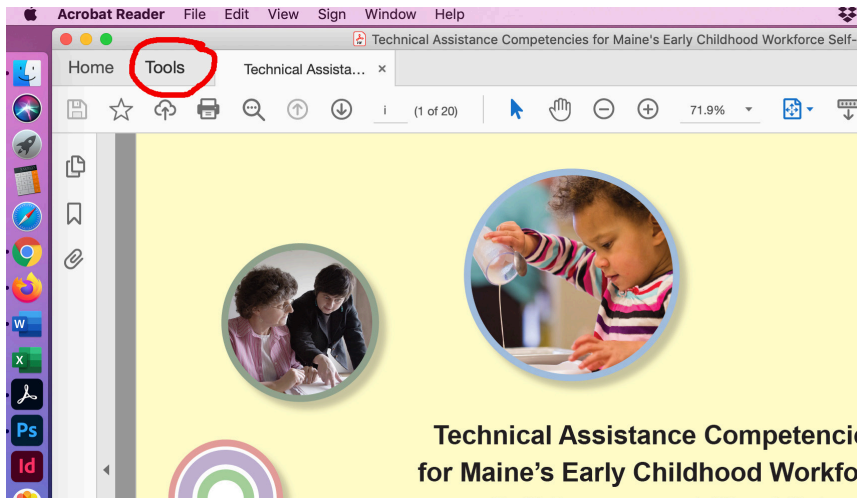 Acrobat Reader File Edit View Sign Window Help
Technical Assistance Competencies for Maine's Early Childhood Workforce Self-
Home Tools Technical Assista... ×
i (1 of 20) 71.9%
W
X
Ps
Id
Technical Assistance Competencie
for Maine's Early Childhood Workfo